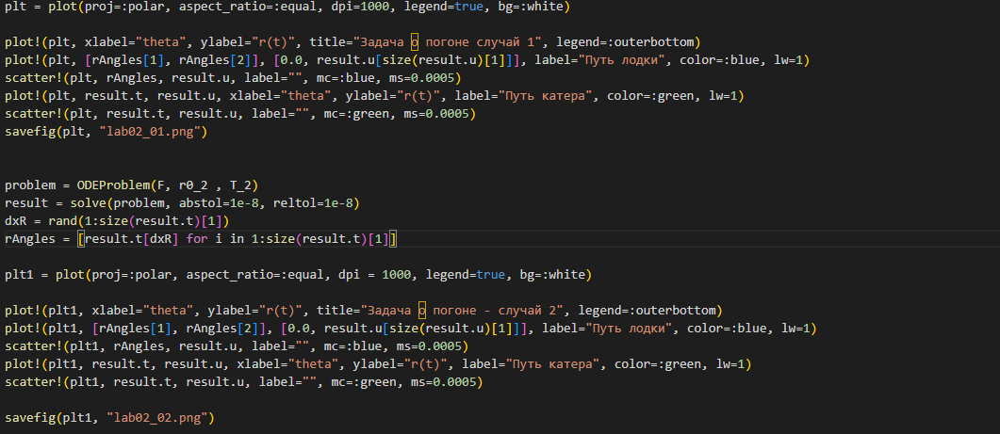 plt = plot(proj=:polar, aspect_ratio=:equal, dpi=1000, legend=true, bg=:white)
plot!(plt, xlabel="theta", ylabel="r(t)", title="Задача о погоне случай 1", legend=:outerbottom)
plot!(plt, [rAngles[1], rAngles[2]], [0.0, result.u[size(result.u)[1]]], label="Путь лодки", color=:blue, lw=1)
scatter!(plt, rAngles, result.u, label="", mc=:blue, ms=0.0005)
plot!(plt, result.t, result.u, xlabel="theta", ylabel="r(t)", label="Путь катера", color=:green, lw=1)
scatter!(plt, result.t, result.u, label="", mc=:green, ms=0.0005)
savefig(plt, "lab02_01.png")
problem = ODEProblem(F, r0_2 , T_2)
result = solve(problem, abstol=1e-8, reltol=1e-8)
dxR = rand(1:size(result.t)[1])
rAngles = [result.t[dxR] for i in 1:size(result.t)[1]]
plt1 = plot(proj=:polar, aspect_ratio=:equal, dpi = 1000, legend=true, bg=:white)
plot!(plt1, xlabel="theta", ylabel="r(t)", title="Задача о погоне - случай 2", legend=:outerbottom)
plot!(plt1, [rAngles[1], rAngles[2]], [0.0, result.u[size(result.u)[1]]], label="Путь лодки", color=:blue, lw=1)
scatter!(plt1, rAngles, result.u, label="", mc=:blue, ms=0.0005)
plot!(plt1, result.t, result.u, xlabel="theta", ylabel="r(t)", label="Путь катера", color=:green, lw=1)
scatter!(plt1, result.t, result.u, label="", mc=:green, ms=0.0005)
savefig(plt1, "lab02_02.png")